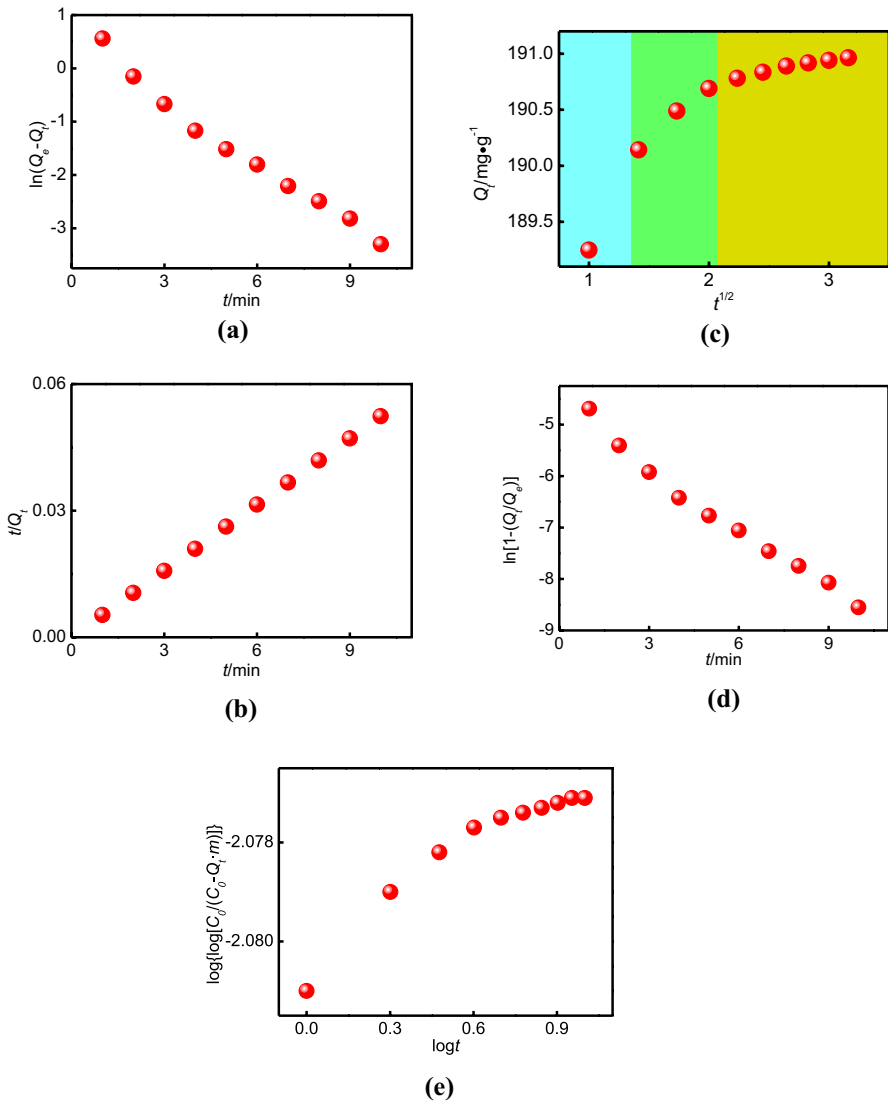 1
0
-1
-2
-3
ln(Qe-Qt)
0 3 6 9
t/min
(a)
191.0
190.5
190.0
189.5
Qt/mg•g-1
1 2 3
t1/2
(c)
0.06
0.03
0.00
t/Qt
0 3 6 9
t/min
(b)
-5
-6
-7
-8
-9
ln[1-(Qt/Qe)]
0 3 6 9
t/min
(d)
-2.078
-2.080
log{log[C0/(C0-Qt·m)]}
0.0 0.3 0.6 0.9
logt
(e)